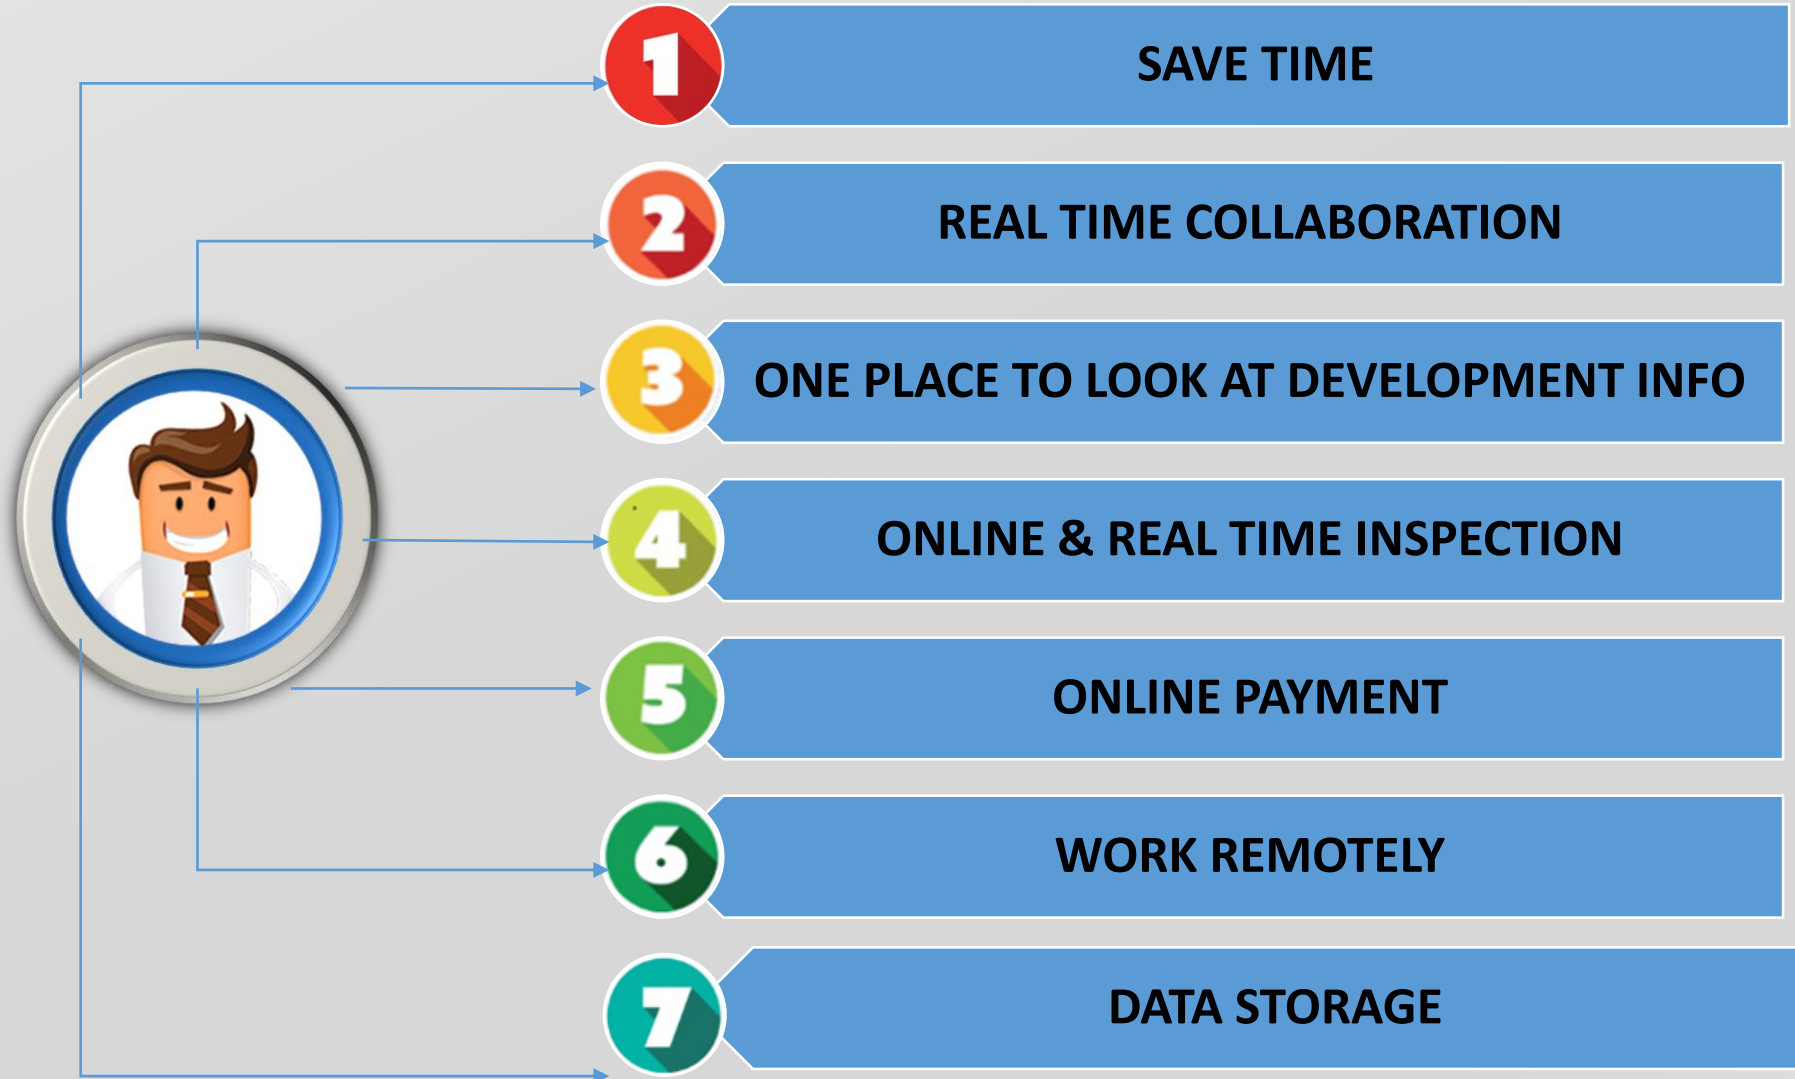 1
SAVE TIME
2
REAL TIME COLLABORATION
3
ONE PLACE TO LOOK AT DEVELOPMENT INFO
4
ONLINE & REAL TIME INSPECTION
5
ONLINE PAYMENT
6
WORK REMOTELY
7
DATA STORAGE